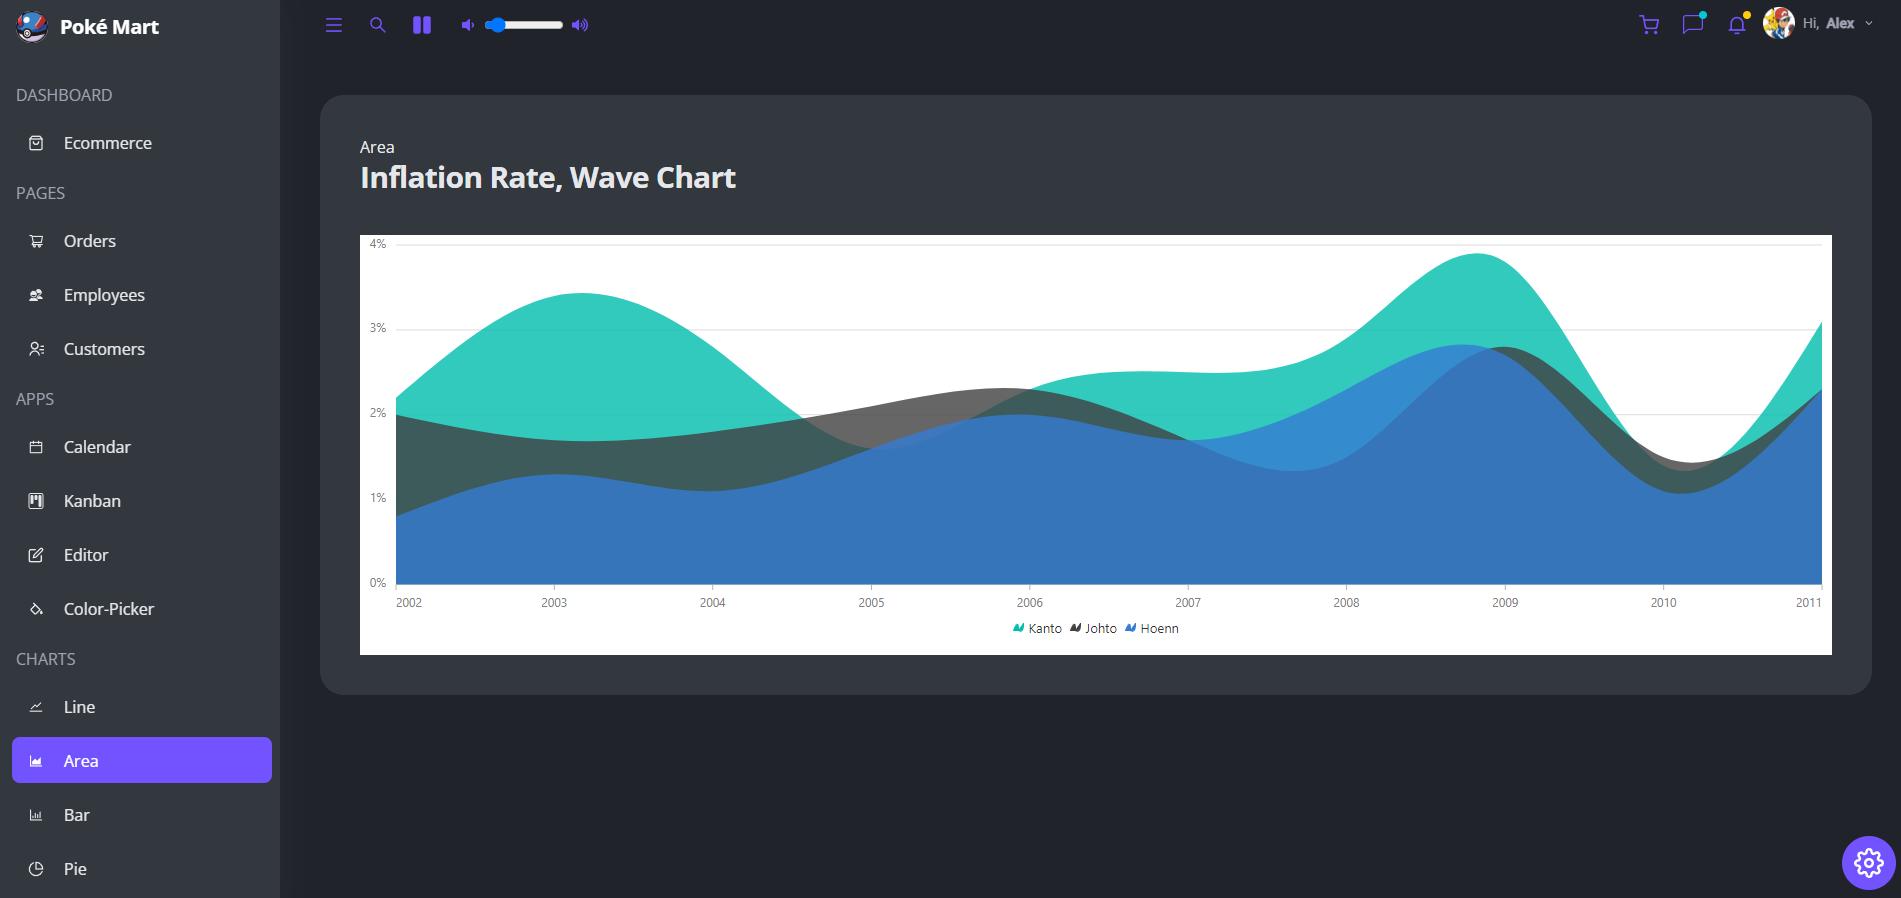 Poké Mart
DASHBOARD
Ecommerce
PAGES
Orders
Employees
Customers
APPS
Calendar
Kanban
Editor
Color-Picker
CHARTS
Line
Area
Bar
Pie
Hi, Alex
Area
Inflation Rate, Wave Chart
4%
3%
2%
1%
0%
2002 2003 2004 2005 2006 2007 2008 2009 2010 2011
Kanto Johto Hoenn